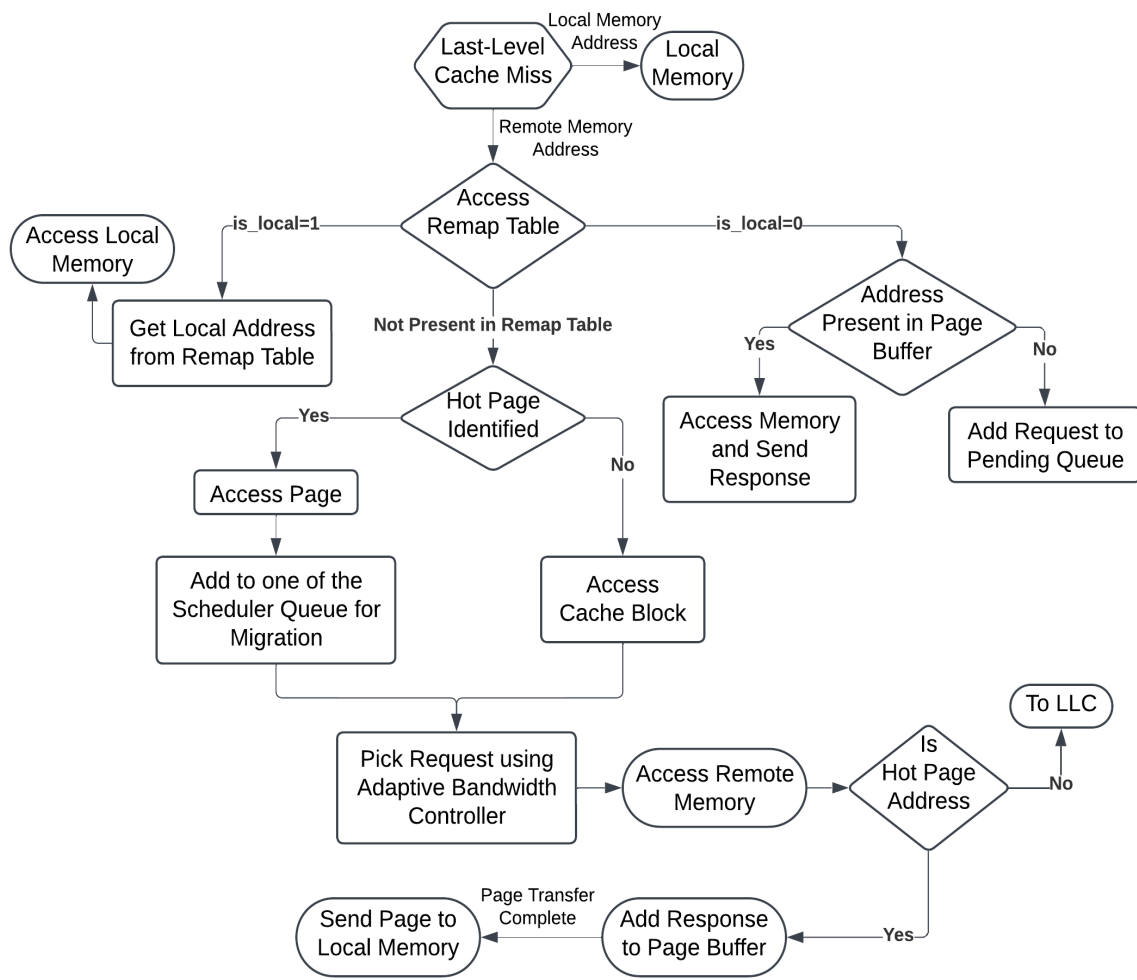 Last-Level
Cache Miss
Local Memory
Address
Local
Memory
Remote Memory
Address
Access
Remap Table
is_local=1
is_local=0
Access Local
Memory
Get Local Address
from Remap Table
Not Present in Remap Table
Address
Present in Page
Buffer
Yes
No
Access Memory
and Send
Response
Add Request to
Pending Queue
Hot Page
Identified
Yes
No
Access Page
Add to one of the
Scheduler Queue for
Migration
Access
Cache Block
Pick Request using
Adaptive Bandwidth
Controller
Access Remote
Memory
Is
Hot Page
Address
To LLC
No
Yes
Add Response
to Page Buffer
Page Transfer
Complete
Send Page to
Local Memory